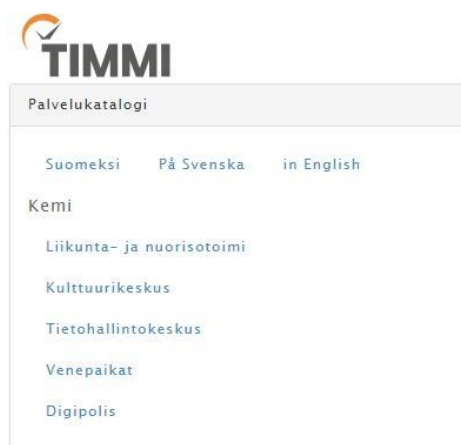 TIMMI
Palvelukatalogi
Suomeksi På Svenska in English
Kemi
Liikunta- ja nuorisotoimi
Kulttuurikeskus
Tietohallintokeskus
Venepaikat
Digipolis